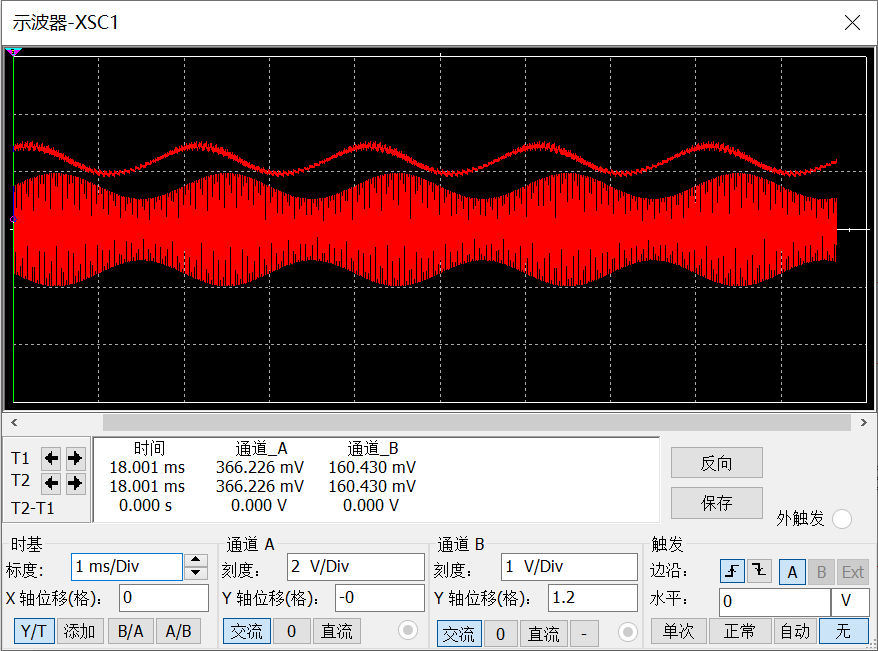 示波器-XSC1
时间 通道_A 通道_B
T1 18.001 ms 366.226 mV 160.430 mV
T2 18.001 ms 366.226 mV 160.430 mV
T2-T1 0.000 s 0.000 V 0.000 V
反向
保存
外触发
时基
标度: 1 ms/Div
X 轴位移(格): 0
Y/T 添加 B/A A/B
通道 A
刻度: 2 V/Div
Y 轴位移(格): -0
交流 0 直流
通道 B
刻度: 1 V/Div
Y 轴位移(格): 1.2
交流 0 直流 -
触发
边沿: A B Ext
水平: 0 V
单次 正常 自动 无